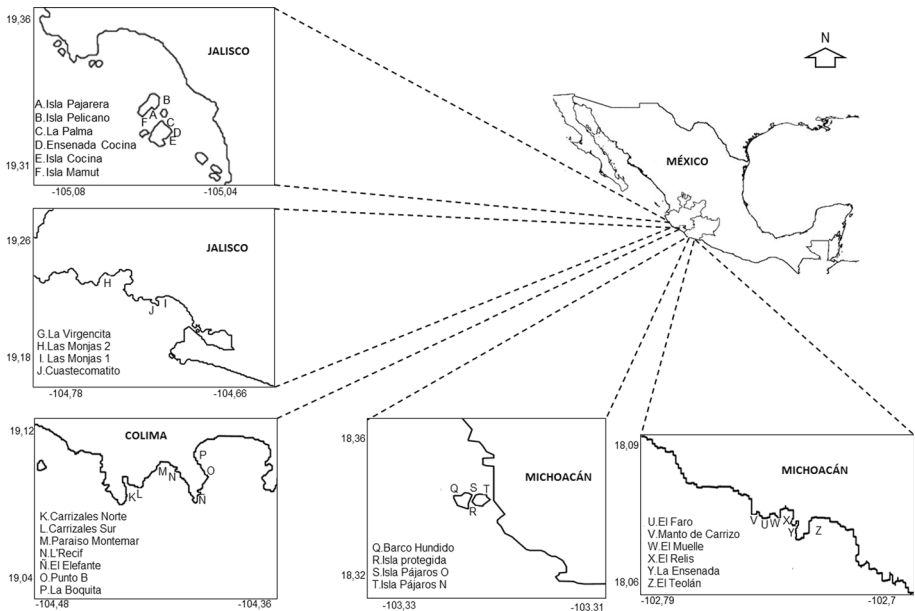 19,36
JALISCO
B
A
F
C
D
E
A.Isla Pajarera
B.Isla Pelicano
C.La Palma
D.Ensenada Cocina
E.Isla Cocina
F.Isla Mamut
19,31
-105,08
-105,04
N
MÉXICO
19,26
JALISCO
H
J
I
G.La Virgencita
H.Las Monjas 2
I. Las Monjas 1
J.Cuastecomatito
19,18
-104,78
-104,66
19,12
COLIMA
P
M
N
O
K
L
Ñ
K.Carrizales Norte
L.Carrizales Sur
M.Paraiso Montemar
N.L'Recif
Ñ.El Elefante
O.Punto B
P.La Boquita
19,04
-104,48
-104,36
18,36
MICHOACÁN
Q
S
T
R
Q.Barco Hundido
R.Isla protegida
S.Isla Pájaros O
T.Isla Pájaros N
18,32
-103,33
-103.31
18,09
MICHOACÁN
V
U
W
X
Y
Z
U.El Faro
V.Manto de Carrizo
W.El Muelle
X.El Relis
Y.La Ensenada
Z.El Teolán
18,06
-102,79
-102,7